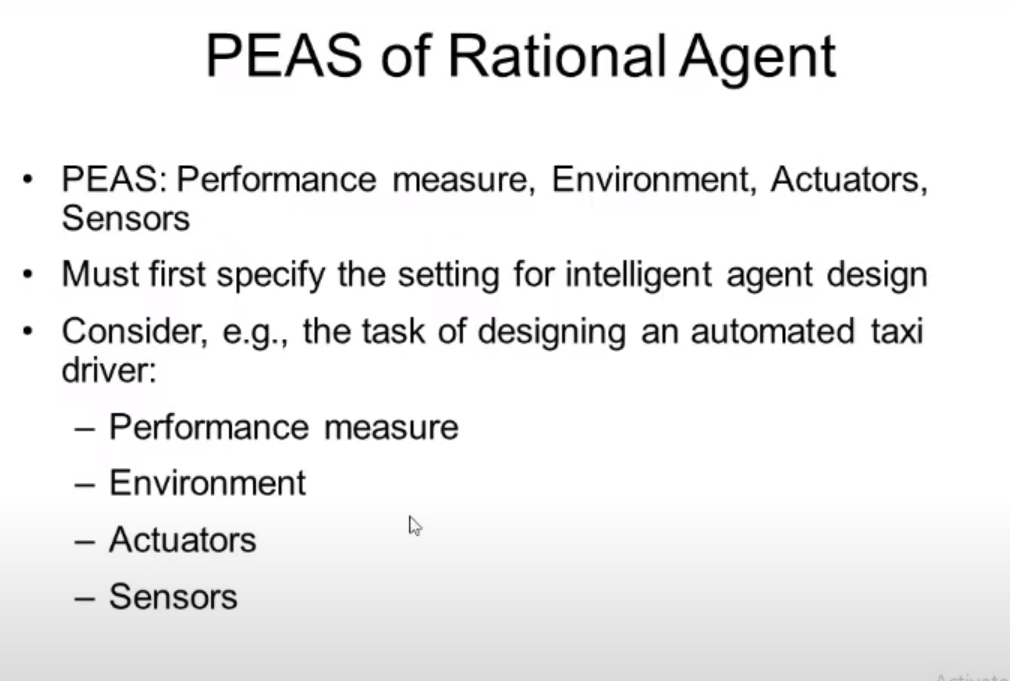 PEAS of Rational Agent
• PEAS: Performance measure, Environment, Actuators,
Sensors
• Must first specify the setting for intelligent agent design
• Consider, e.g., the task of designing an automated taxi
driver:
– Performance measure
– Environment
– Actuators
– Sensors